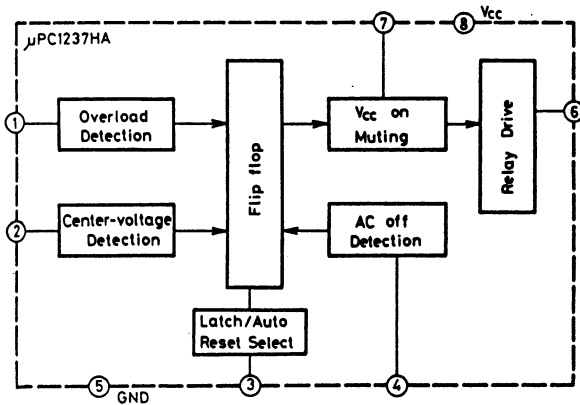 μPC1237HA
7
8
Vcc
1
Overload
Detection
Flip flop
Vcc on
Muting
Relay Drive
6
2
Center-voltage
Detection
AC off
Detection
Latch/Auto
Reset Select
5
GND
3
4